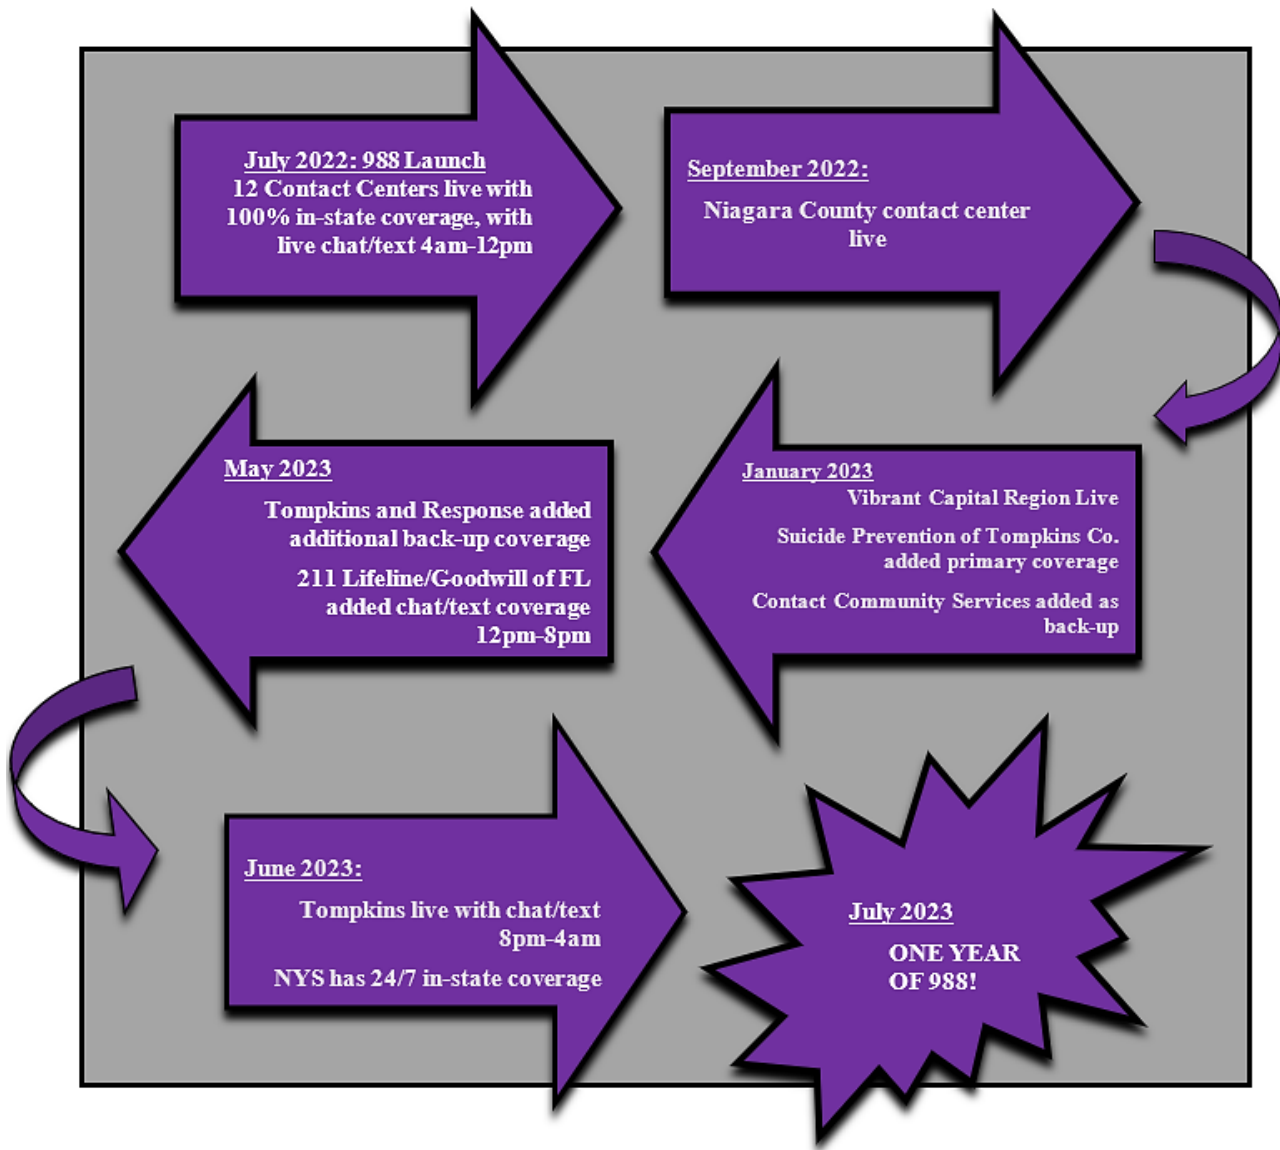 July 2022: 988 Launch
12 Contact Centers live with
100% in-state coverage, with
live chat/text 4am-12pm
September 2022:
Niagara County contact center
live
January 2023
Vibrant Capital Region Live
Suicide Prevention of Tompkins Co.
added primary coverage
Contact Community Services added as
back-up
May 2023
Tompkins and Response added
additional back-up coverage
211 Lifeline/Goodwill of FL
added chat/text coverage
12pm-8pm
June 2023:
Tompkins live with chat/text
8pm-4am
NYS has 24/7 in-state coverage
July 2023
ONE YEAR
OF 988!